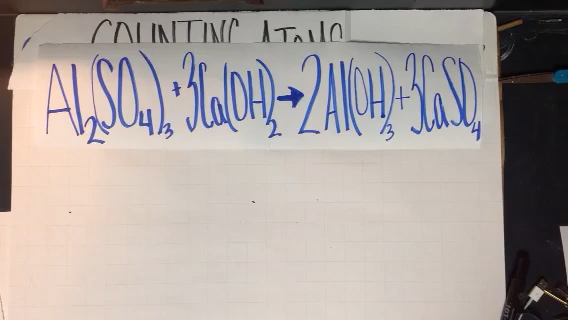 COUNTING ATOMS
Al₂(SO₄)₃ + 3Ca(OH)₂ → 2Al(OH)₃ + 3CaSO₄